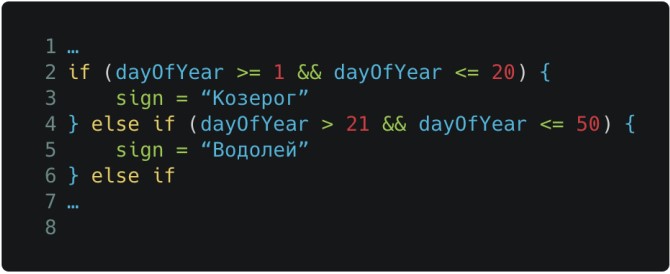 1 …
2 if (dayOfYear >= 1 && dayOfYear <= 20) {
3     sign = “Козерог”
4 } else if (dayOfYear > 21 && dayOfYear <= 50) {
5     sign = “Водолей”
6 } else if
7 …
8